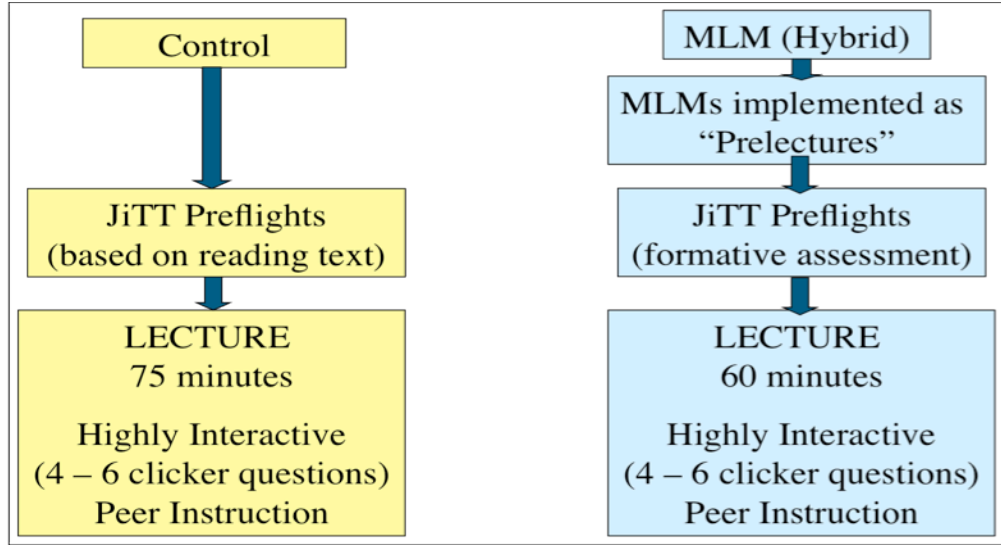 Control
JiTT Preflights
(based on reading text)
LECTURE
75 minutes
Highly Interactive
(4 – 6 clicker questions)
Peer Instruction
MLM (Hybrid)
MLMs implemented as
“Prelectures”
JiTT Preflights
(formative assessment)
LECTURE
60 minutes
Highly Interactive
(4 – 6 clicker questions)
Peer Instruction